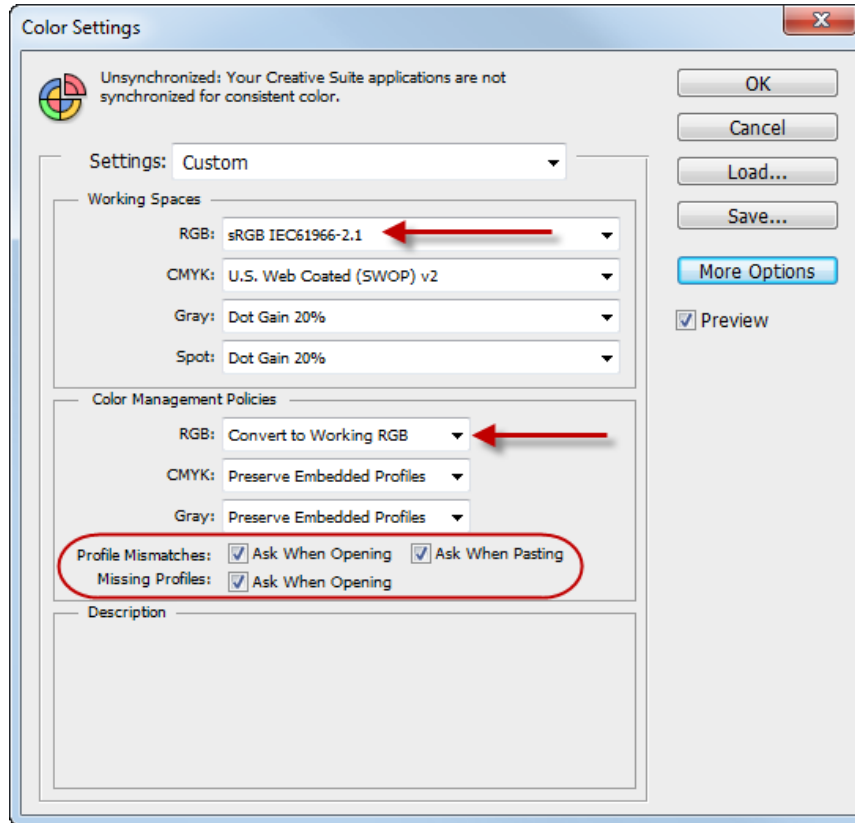 Color Settings
Unsynchronized: Your Creative Suite applications are not
synchronized for consistent color.
OK
Cancel
Load...
Save...
More Options
Preview
Settings: Custom
Working Spaces
RGB: sRGB IEC61966-2.1
CMYK: U.S. Web Coated (SWOP) v2
Gray: Dot Gain 20%
Spot: Dot Gain 20%
Color Management Policies
RGB: Convert to Working RGB
CMYK: Preserve Embedded Profiles
Gray: Preserve Embedded Profiles
Profile Mismatches: Ask When Opening Ask When Pasting
Missing Profiles: Ask When Opening
Description